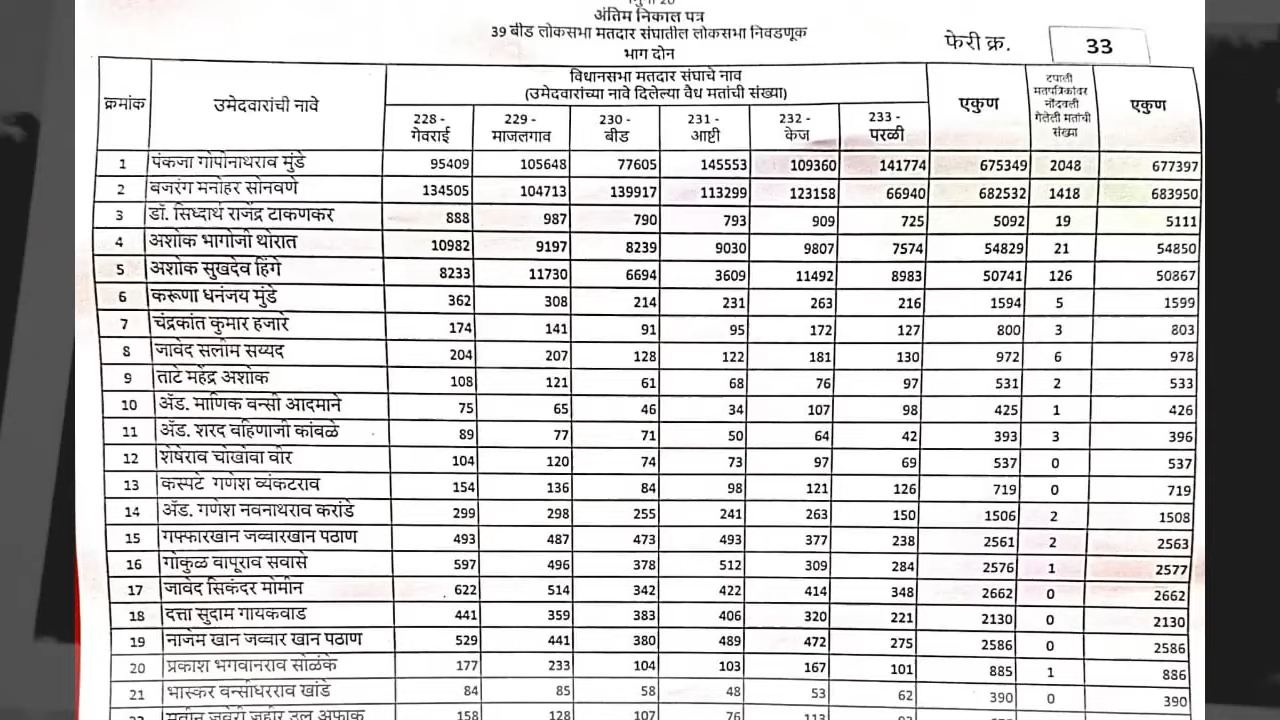 अंतिम निकाल पत्र
39 बीड लोकसभा मतदार संघातील लोकसभा निवडणूक
भाग दोन
फेरी क्र. 33
क्रमांक उमेदवारांची नावे विधानसभा मतदार संघाचे नाव (उमेदवारांच्या नावे दिलेल्या वैध मतांची संख्या) एकुण टपाली मतपत्रिकांवर नोंदवली गेलेली मतांची संख्या एकुण
228 - गेवराई 229 - माजलगाव 230 - बीड 231 - आष्टी 232 - केज 233 - परळी
1 पंकजा गोपीनाथराव मुंडे 95409 105648 77605 145553 109360 141774 675349 2048 677397
2 बजरंग मनोहर सोनवणे 134505 104713 139917 113299 123158 66940 682532 1418 683950
3 डॉ. सिध्दार्थ राजेंद्र टाकणकर 888 987 790 793 909 725 5092 19 5111
4 अशोक भागोजी थोरात 10982 9197 8239 9030 9807 7574 54829 21 54850
5 अशोक सुखदेव हिंगे 8233 11730 6694 3609 11492 8983 50741 126 50867
6 करूणा धनंजय मुंडे 362 308 214 231 263 216 1594 5 1599
7 चंद्रकांत कुमार हजारे 174 141 91 95 172 127 800 3 803
8 जावेद सलीम सय्यद 204 207 128 122 181 130 972 6 978
9 ताटे महेंद्र अशोक 108 121 61 68 76 97 531 2 533
10 ॲड. माणिक वन्सी आदमाने 75 65 46 34 107 98 425 1 426
11 ॲड. शरद बहिणाजी कांबळे 89 77 71 50 64 42 393 3 396
12 शेषेराव चोखोबा वीर 104 120 74 73 97 69 537 0 537
13 कस्पटे गणेश व्यंकटराव 154 136 84 98 121 126 719 0 719
14 ॲड. गणेश नवनाथराव करांडे 299 298 255 241 263 150 1506 2 1508
15 गफ्फारखान जब्बारखान पठाण 493 487 473 493 377 238 2561 2 2563
16 गोकुळ बापूराव सवासे 597 496 378 512 309 284 2576 1 2577
17 जावेद सिकंदर मोमीन 622 514 342 422 414 348 2662 0 2662
18 दत्ता सुदाम गायकवाड 441 359 383 406 320 221 2130 0 2130
19 नाजेम खान जब्बार खान पठाण 529 441 380 489 472 275 2586 0 2586
20 प्रकाश भगवानराव सोळंके 177 233 104 103 167 101 885 1 886
21 भास्कर बन्सीधरराव खांडे 84 85 58 48 53 62 390 0 390
158 128 107 76 113